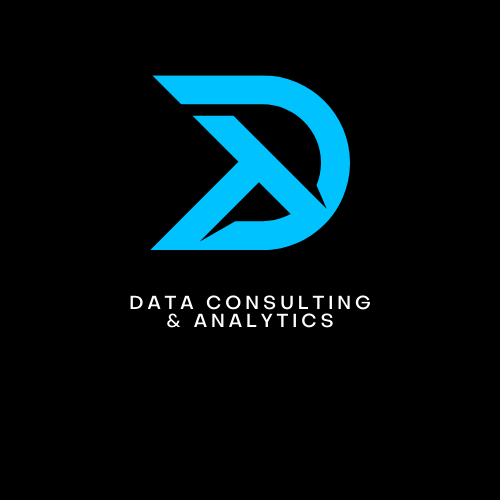 DATA CONSULTING
& ANALYTICS